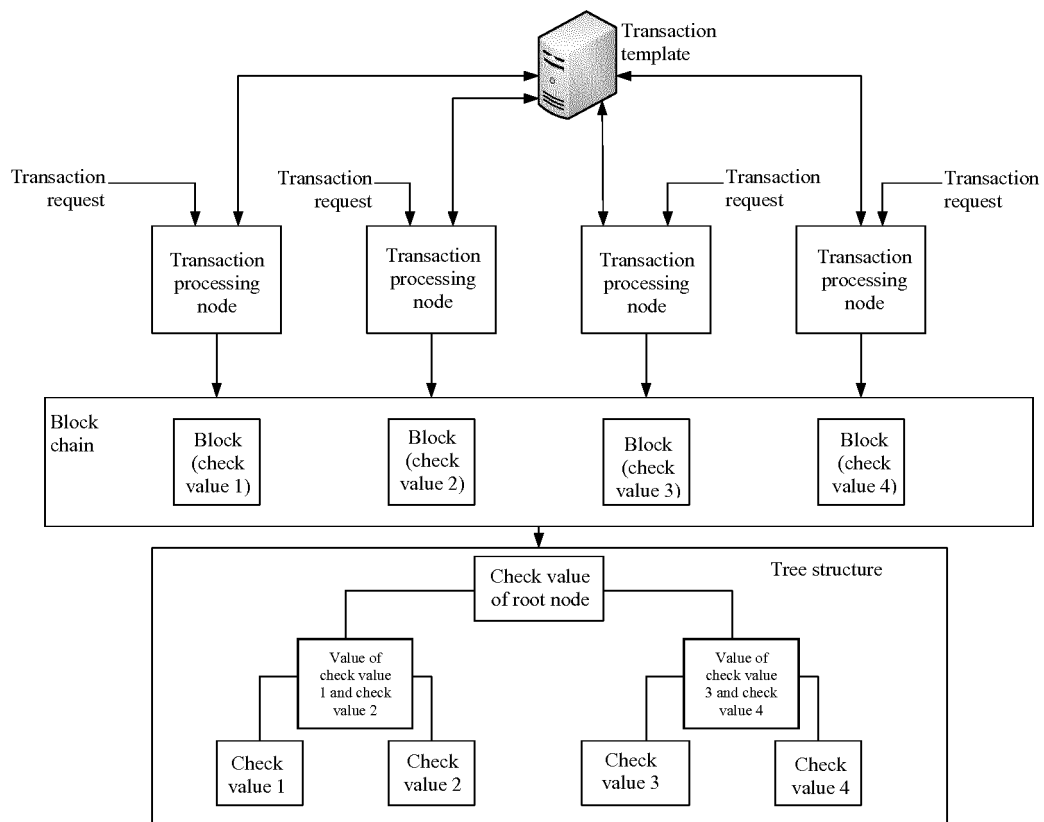 Transaction
template
Transaction
request
Transaction
request
Transaction
request
Transaction
request
Transaction
processing
node
Transaction
processing
node
Transaction
processing
node
Transaction
processing
node
Block
chain
Block
(check
value 1)
Block
(check
value 2)
Block
(check
value 3)
Block
(check
value 4)
Tree structure
Check value
of root node
Value of
check value
1 and check
value 2
Value of
check value
3 and check
value 4
Check
value 1
Check
value 2
Check
value 3
Check
value 4